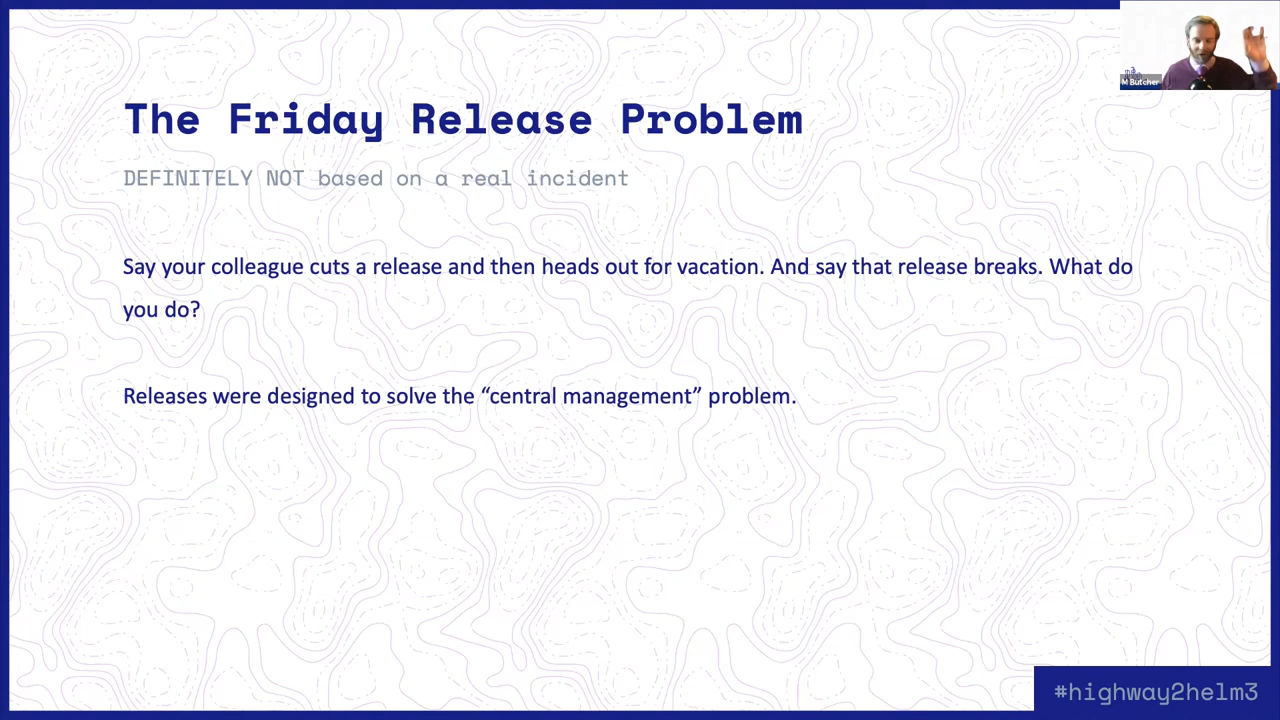 The Friday Release Problem
DEFINITELY NOT based on a real incident
Say your colleague cuts a release and then heads out for vacation. And say that release breaks. What do
you do?
Releases were designed to solve the “central management” problem.
M Butcher
#highway2helm3